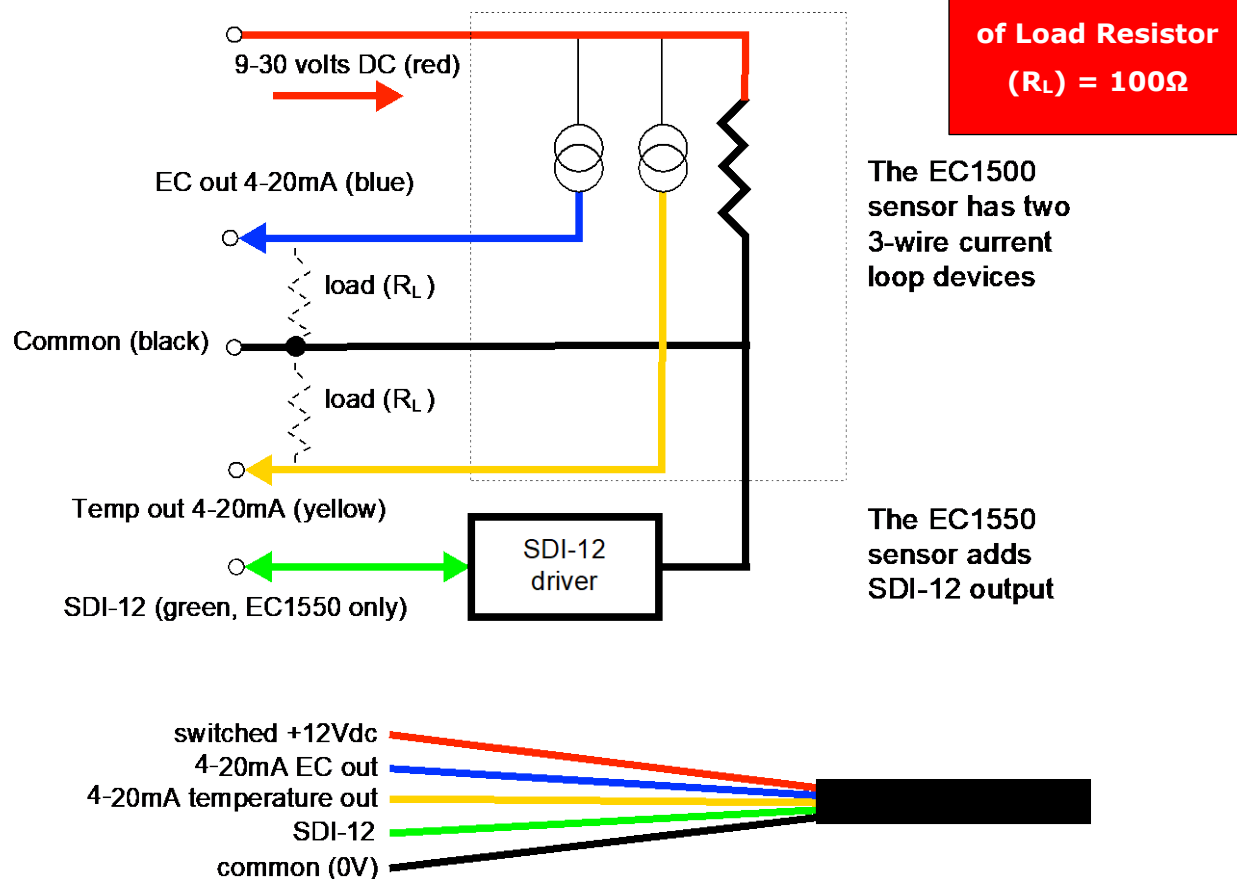 of Load Resistor
(RL) = 100Ω
9-30 volts DC (red)
EC out 4-20mA (blue)
load (RL)
Common (black)
load (RL)
Temp out 4-20mA (yellow)
The EC1500
sensor has two
3-wire current
loop devices
SDI-12
driver
SDI-12 (green, EC1550 only)
The EC1550
sensor adds
SDI-12 output
switched +12Vdc
4-20mA EC out
4-20mA temperature out
SDI-12
common (0V)